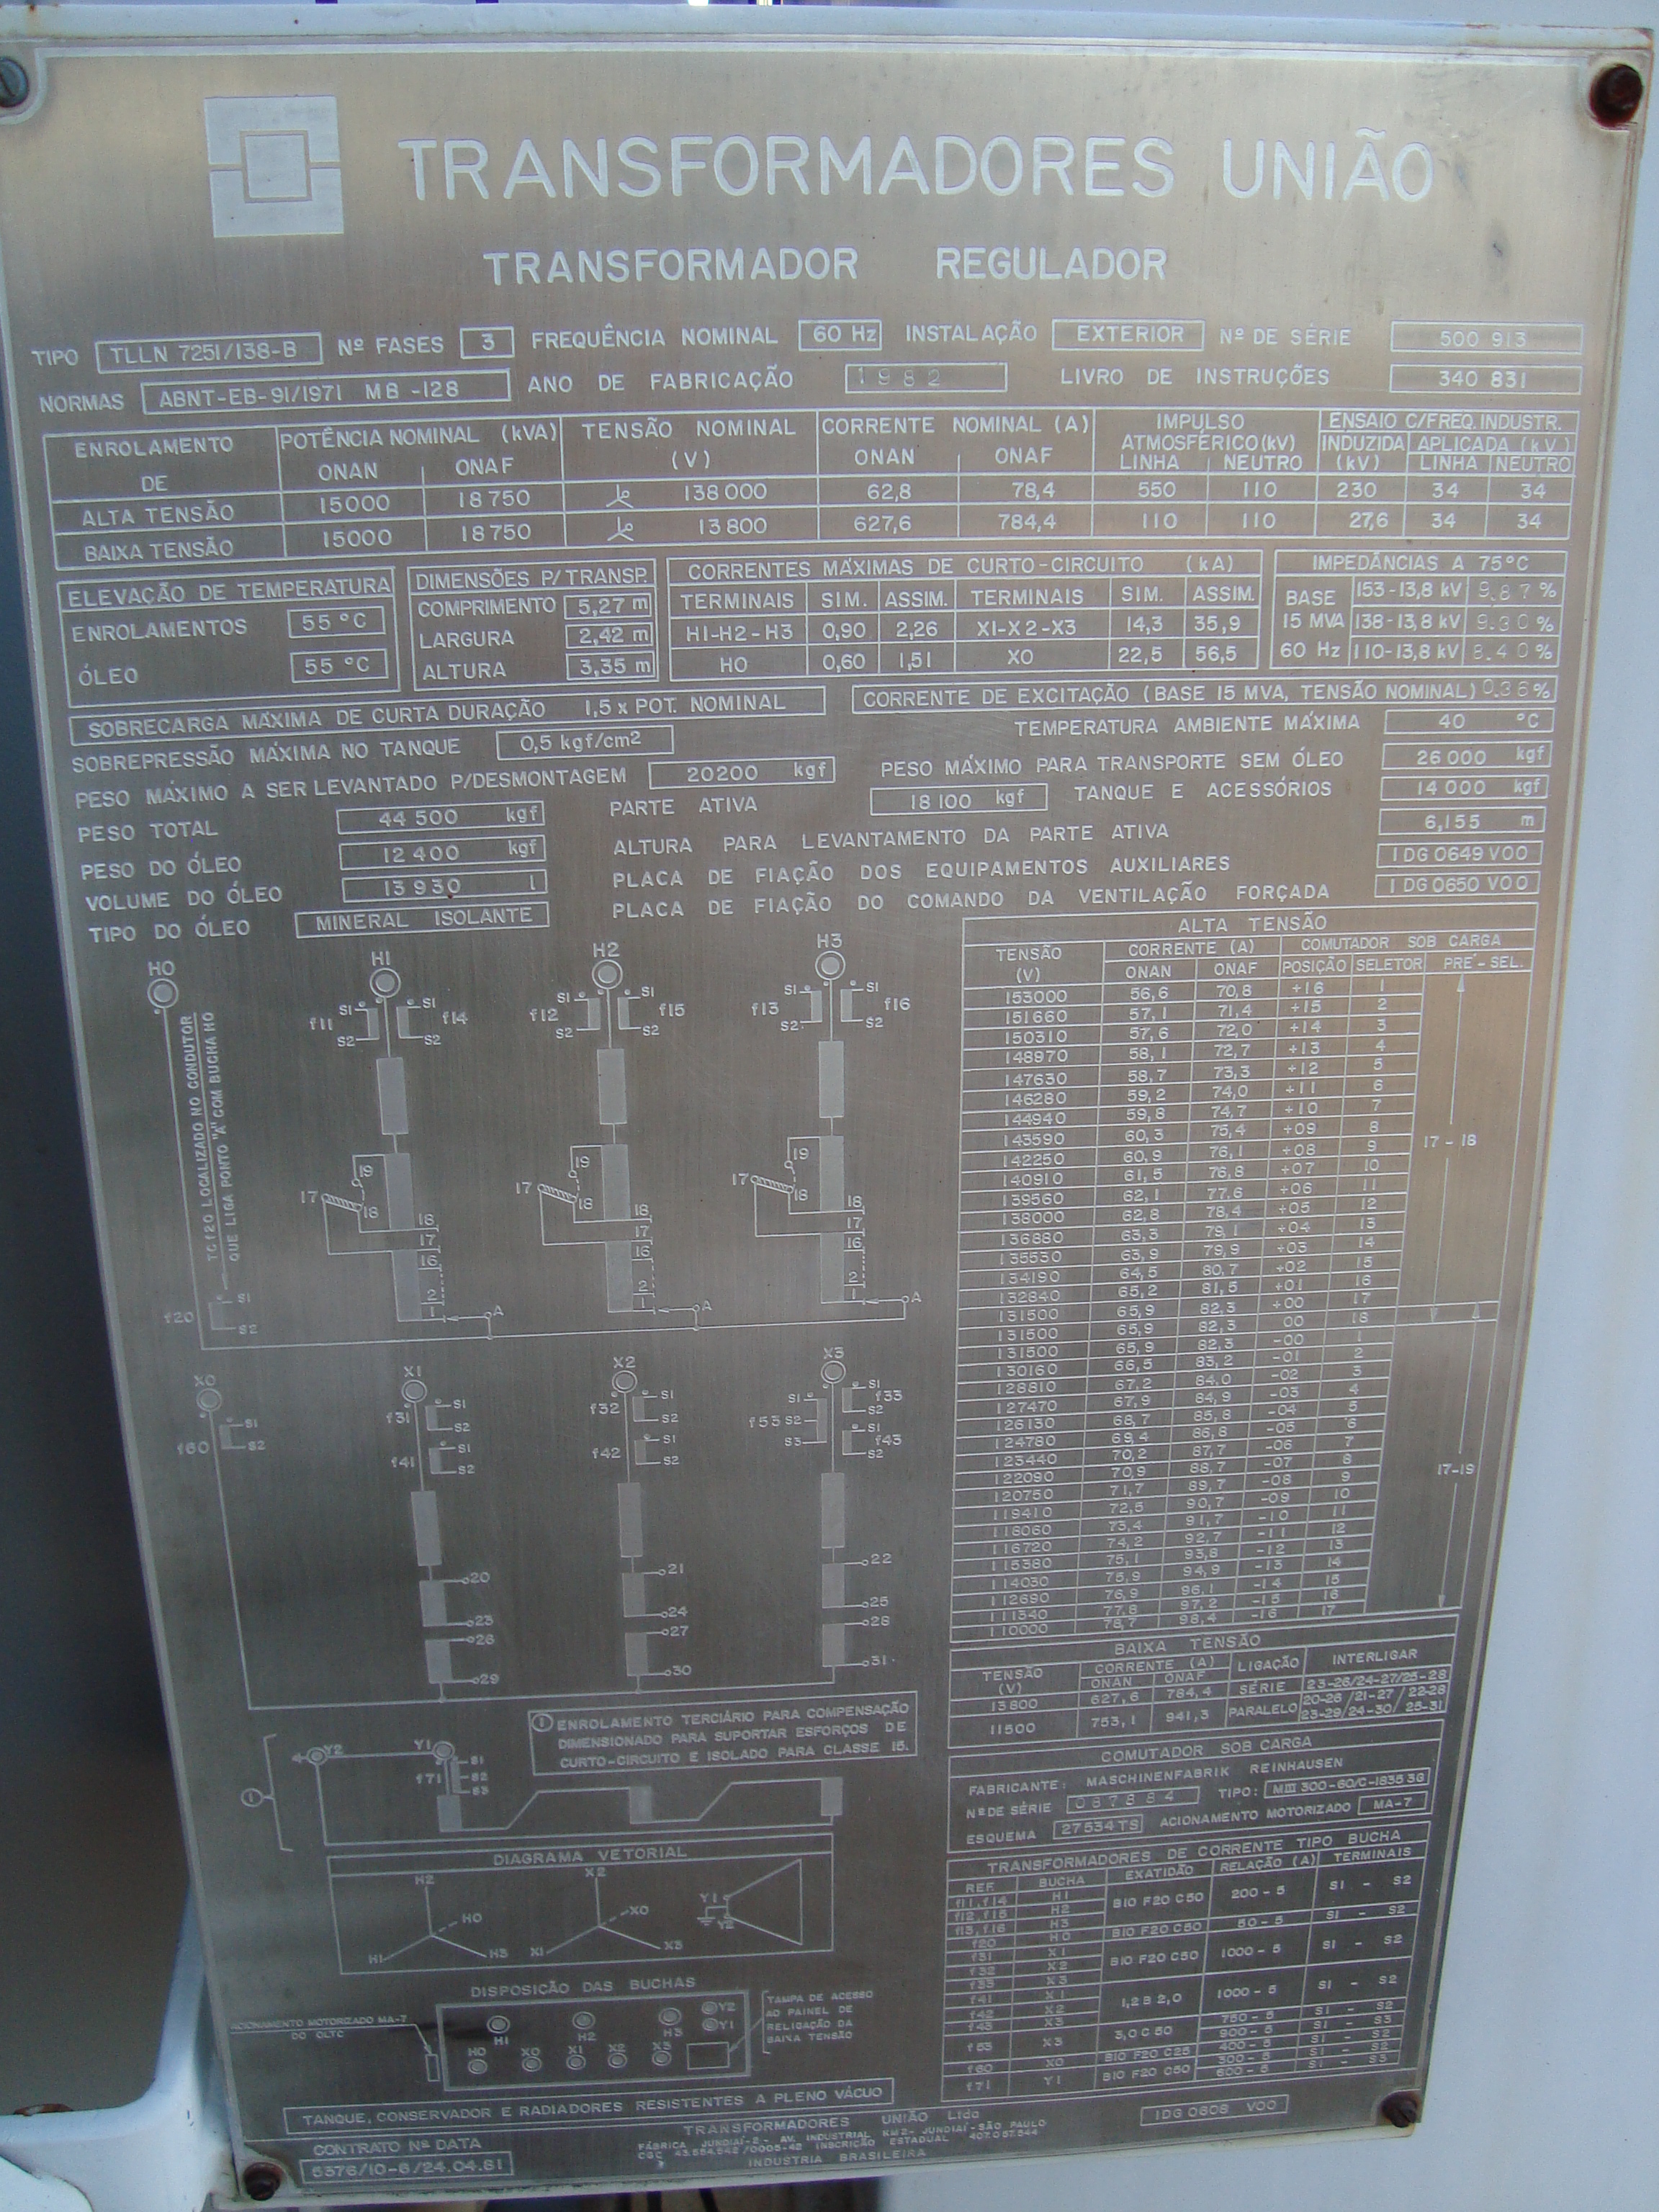 TRANSFORMADORES UNIÃO
TRANSFORMADOR REGULADOR
TIPO TLLN 7251/138-B Nº FASES 3 FREQUÊNCIA NOMINAL 60 Hz INSTALAÇÃO EXTERIOR Nº DE SÉRIE 500 913
NORMAS ABNT-EB-91/1971 MB-128 ANO DE FABRICAÇÃO 1982 LIVRO DE INSTRUÇÕES 340 831
ENROLAMENTO DE POTÊNCIA NOMINAL (kVA) TENSÃO NOMINAL (V) CORRENTE NOMINAL (A) IMPULSO ATMOSFÉRICO (kV) ENSAIO C/FREQ. INDUSTR.
ONAN ONAF ONAN ONAF LINHA NEUTRO INDUZIDA (kV) APLICADA (kV) LINHA NEUTRO
ALTA TENSÃO 15000 18750 138000 62,8 78,4 550 110 230 34 34
BAIXA TENSÃO 15000 18750 13800 627,6 784,4 110 110 27,6 34 34
ELEVAÇÃO DE TEMPERATURA
ENROLAMENTOS 55 °C
ÓLEO 55 °C
DIMENSÕES P/TRANSP.
COMPRIMENTO 5,27 m
LARGURA 2,42 m
ALTURA 3,35 m
CORRENTES MÁXIMAS DE CURTO-CIRCUITO (kA)
TERMINAIS SIM. ASSIM. TERMINAIS SIM. ASSIM.
H1-H2-H3 0,90 2,26 X1-X2-X3 14,3 35,9
H0 0,60 1,51 X0 22,5 56,5
IMPEDÂNCIAS A 75°C
BASE 15 MVA 60 Hz
153-13,8 kV 9.87%
138-13,8 kV 9.30%
110-13,8 kV 8.40%
SOBRECARGA MÁXIMA DE CURTA DURAÇÃO 1,5 x POT. NOMINAL
CORRENTE DE EXCITAÇÃO (BASE 15 MVA, TENSÃO NOMINAL) 0.36%
SOBREPRESSÃO MÁXIMA NO TANQUE 0,5 kgf/cm2
TEMPERATURA AMBIENTE MÁXIMA 40 °C
PESO MÁXIMO A SER LEVANTADO P/DESMONTAGEM 20200 kgf
PESO MÁXIMO PARA TRANSPORTE SEM ÓLEO 26 000 kgf
PESO TOTAL 44 500 kgf
PARTE ATIVA 18 100 kgf TANQUE E ACESSÓRIOS 14 000 kgf
PESO DO ÓLEO 12 400 kgf
ALTURA PARA LEVANTAMENTO DA PARTE ATIVA 6,155 m
VOLUME DO ÓLEO 13 930 l
PLACA DE FIAÇÃO DOS EQUIPAMENTOS AUXILIARES 1 DG 0649 V00
TIPO DO ÓLEO MINERAL ISOLANTE
PLACA DE FIAÇÃO DO COMANDO DA VENTILAÇÃO FORÇADA 1 DG 0650 V00
H0 H1 H2 H3
S1 S2 f11 S1 S2 f14 S1 S2 f12 S1 S2 f15 S1 S2 f13 S1 S2 f16
TC f20 LOCALIZADO NO CONDUTOR
QUE LIGA PONTO "A" COM BUCHA H0
17 19 18 18 17 16 2 1 A
17 19 18 18 17 16 2 1 A
17 19 18 18 17 16 2 1 A
f20 S1 S2
X0 X1 X2 X3
f60 S1 S2
f31 S1 S2 f41 S1 S2
f32 S1 S2 f42 S1 S2
f53 S1 S2 S3 f33 S1 S2 f43 S1 S2
20 23 26 29
21 24 27 30
22 25 28 31
ALTA TENSÃO
TENSÃO (V) CORRENTE (A) COMUTADOR SOB CARGA
ONAN ONAF POSIÇÃO SELETOR PRÉ-SEL.
153000 56,6 70,8 +16 1
151660 57,1 71,4 +15 2
150310 57,6 72,0 +14 3
148970 58,1 72,7 +13 4
147630 58,7 73,3 +12 5
146280 59,2 74,0 +11 6
144940 59,8 74,7 +10 7
143590 60,3 75,4 +09 8
142250 60,9 76,1 +08 9
140910 61,5 76,8 +07 10
139560 62,1 77,6 +06 11
138000 62,8 78,4 +05 12
136880 63,3 79,1 +04 13
135530 63,9 79,9 +03 14
134190 64,5 80,7 +02 15
132840 65,2 81,5 +01 16
131500 65,9 82,3 +00 17
131500 65,9 82,3 00 18
131500 65,9 82,3 -00 1
130160 66,5 83,2 -01 2
128810 67,2 84,0 -02 3
127470 67,9 84,9 -03 4
126130 68,7 85,8 -04 5
124780 69,4 86,8 -05 6
123440 70,2 87,7 -06 7
122090 70,9 88,7 -07 8
120750 71,7 89,7 -08 9
119410 72,5 90,7 -09 10
118060 73,4 91,7 -10 11
116720 74,2 92,7 -11 12
115380 75,1 93,8 -12 13
114030 75,9 94,9 -13 14
112690 76,9 96,1 -14 15
111340 77,8 97,2 -15 16
110000 78,7 98,4 -16 17
17-18
17-19
BAIXA TENSÃO
TENSÃO (V) CORRENTE (A) LIGAÇÃO INTERLIGAR
ONAN ONAF
13800 627,6 784,4 SÉRIE 23-26/24-27/25-28
11500 753,1 941,3 PARALELO 20-26/21-27/22-28
23-29/24-30/25-31
1 ENROLAMENTO TERCIÁRIO PARA COMPENSAÇÃO
DIMENSIONADO PARA SUPORTAR ESFORÇOS DE
CURTO-CIRCUITO E ISOLADO PARA CLASSE 15.
1 Y2 Y1 f71 S1 S2 S3
COMUTADOR SOB CARGA
FABRICANTE: MASCHINENFABRIK REINHAUSEN
Nº DE SÉRIE 087884 TIPO: MIII 300-60/C-18353G
ESQUEMA 27534TS ACIONAMENTO MOTORIZADO MA-7
DIAGRAMA VETORIAL
H2 H0 H1 H3
X2 X0 X1 X3
Y1 Y2
TRANSFORMADORES DE CORRENTE TIPO BUCHA
REF. BUCHA EXATIDÃO RELAÇÃO (A) TERMINAIS
f11,f14 H1
f12,f15 H2 B10 F20 C50 200-5 S1 - S2
f13,f16 H3
f20 H0 B10 F20 C50 50-5 S1 - S2
f31 X1
f32 X2 B10 F20 C50 1000-5 S1 - S2
f33 X3
f41 X1
f42 X2 1,2 B 2,0 1000-5 S1 - S2
f43 X3
f53 X3 3,0 C 50 750-5 S1 - S2
900-5 S1 - S3
f60 X0 B10 F20 C25 400-5 S1 - S2
f71 Y1 B10 F20 C50 300-5 S1 - S2
600-5 S1 - S3
DISPOSIÇÃO DAS BUCHAS
ACIONAMENTO MOTORIZADO MA-7
DO OLTC
H1 H2 H3 Y2 Y1
H0 X0 X1 X2 X3
TAMPA DE ACESSO
AO PAINEL DE
RELIGAÇÃO DA
BAIXA TENSÃO
TANQUE, CONSERVADOR E RADIADORES RESISTENTES A PLENO VÁCUO
1DG 0608 V00
CONTRATO Nº DATA
5376/10-6/24.04.81
TRANSFORMADORES UNIÃO Ltda
FÁBRICA JUNDIAÍ-2 - AV. INDUSTRIAL KM2 - JUNDIAÍ-SÃO PAULO
INSCRIÇÃO ESTADUAL
INDUSTRIA BRASILEIRA